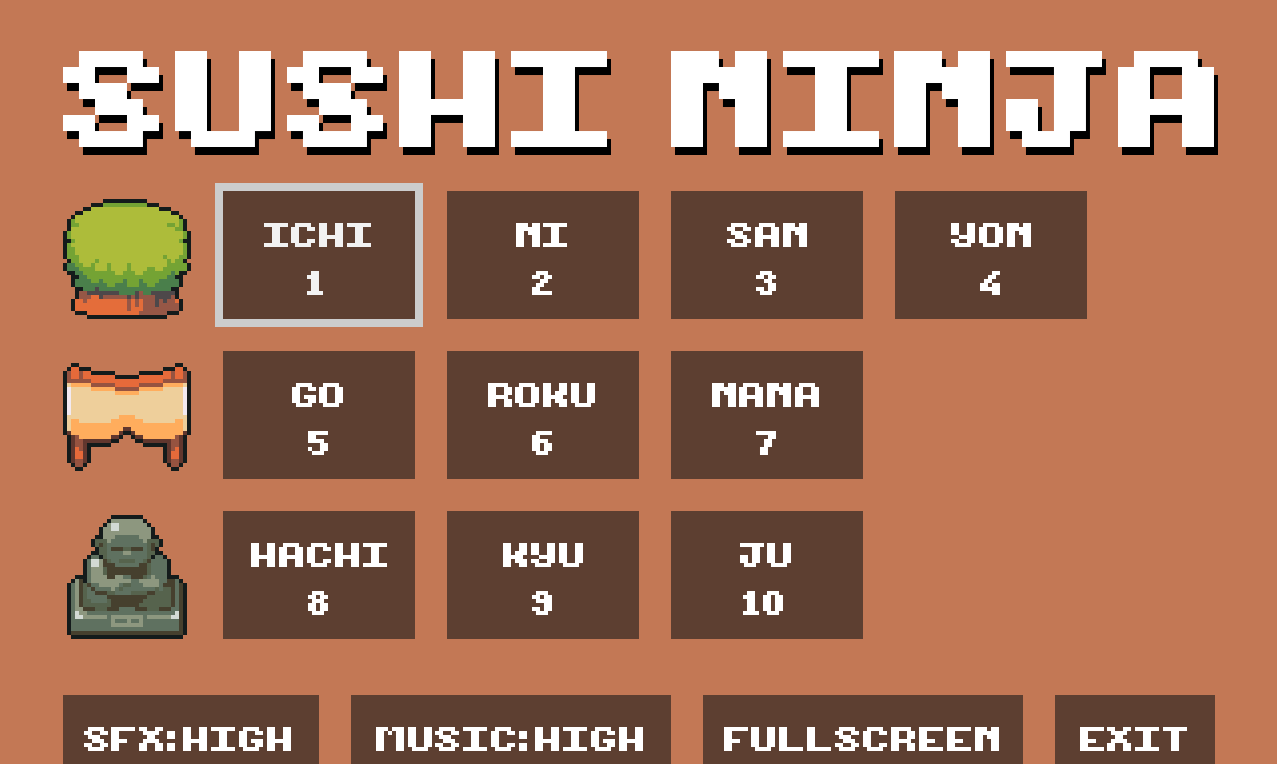 SUSHI NINJA
ICHI NI SAN YON
1 2 3 4
GO ROKU NANA
5 6 7
HACHI KYU JU
8 9 10
SFX:HIGH MUSIC:HIGH FULLSCREEN EXIT